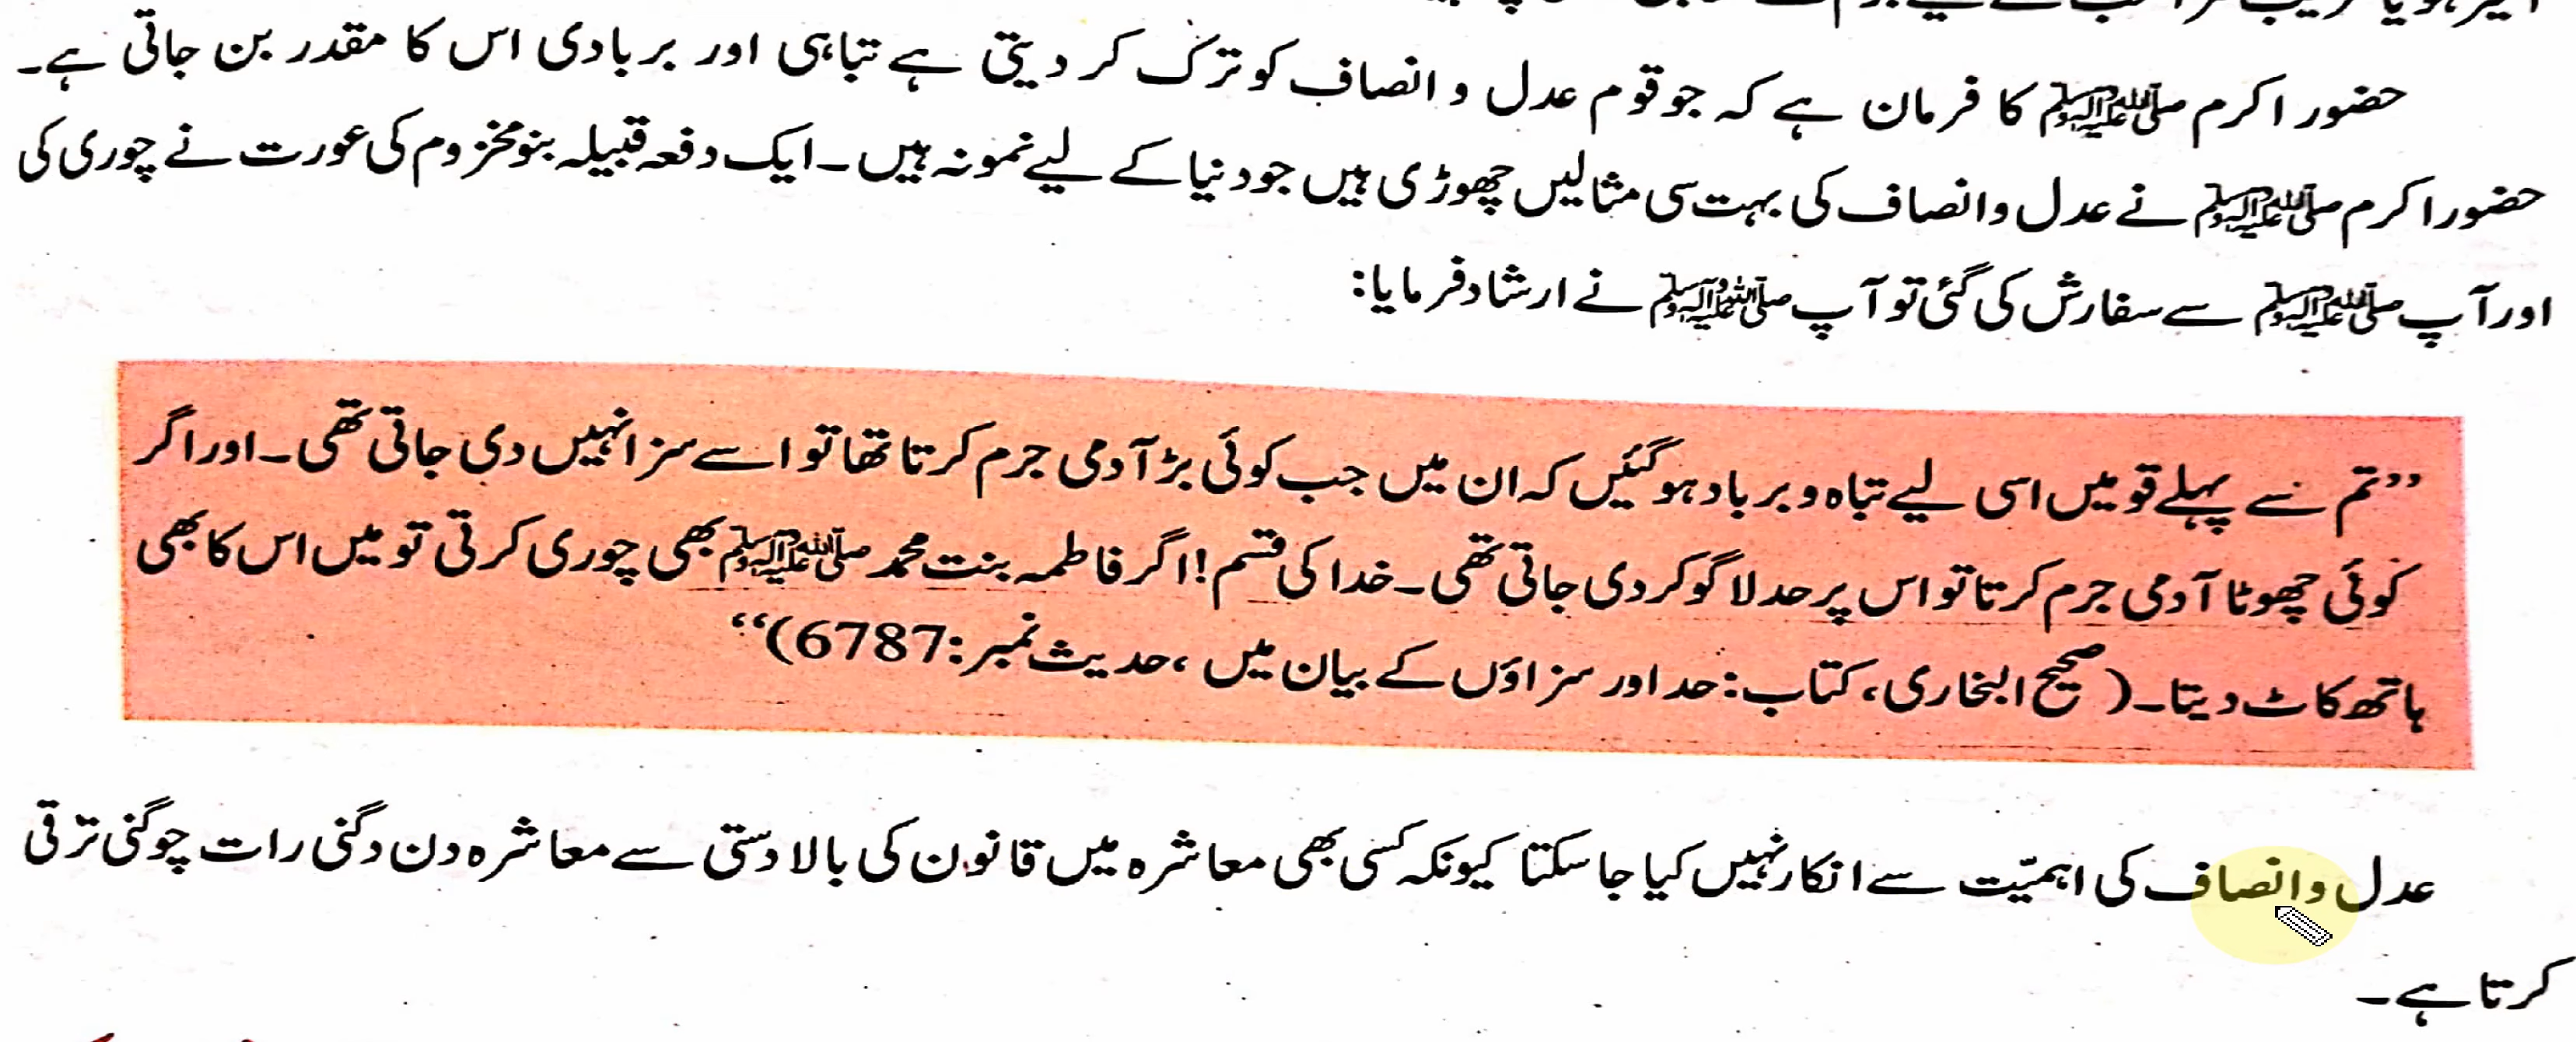 حضور اکرم ﷺ کا فرمان ہے کہ جو قوم عدل و انصاف کو ترک کر دیتی ہے تباہی اور بربادی اس کا مقدر بن جاتی ہے۔
حضور اکرم ﷺ نے عدل و انصاف کی بہت سی مثالیں چھوڑی ہیں جو دنیا کے لیے نمونہ ہیں۔ ایک دفعہ قبیلہ بنو مخزوم کی عورت نے چوری کی
اور آپ ﷺ سے سفارش کی گئی تو آپ ﷺ نے ارشاد فرمایا:
”تم سے پہلے قومیں اسی لیے تباہ و برباد ہو گئیں کہ ان میں جب کوئی بڑا آدمی جرم کرتا تھا تو اسے سزا نہیں دی جاتی تھی۔ اور اگر
کوئی چھوٹا آدمی جرم کرتا تو اس پر حد لاگو کر دی جاتی تھی۔ خدا کی قسم! اگر فاطمہ بنت محمد ﷺ بھی چوری کرتی تو میں اس کا بھی
ہاتھ کاٹ دیتا۔ (صحیح البخاری، کتاب: حد اور سزاؤں کے بیان میں، حدیث نمبر: 6787)“
عدل و انصاف کی اہمیّت سے انکار نہیں کیا جا سکتا کیونکہ کسی بھی معاشرہ میں قانون کی بالا دستی سے معاشرہ دن دگنی رات چوگنی ترقی
کرتا ہے۔